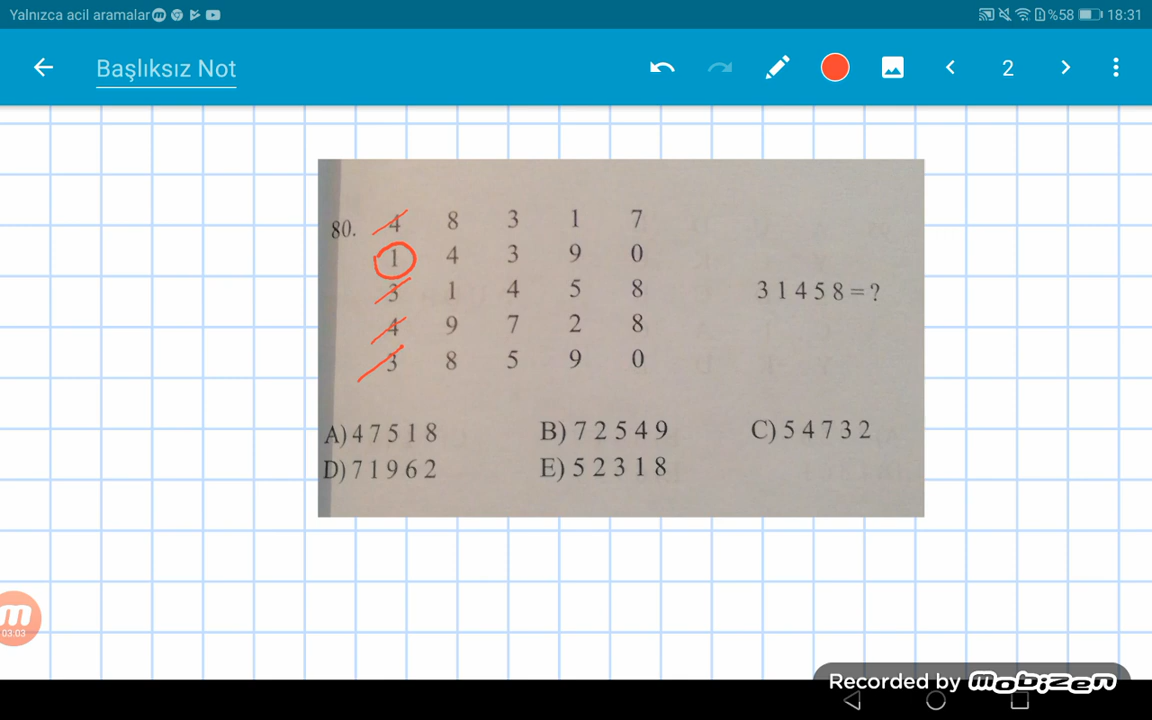 Yalnızca acil aramalar %58 18:31
Başlıksız Not 2
80. 4 8 3 1 7
1 4 3 9 0
3 1 4 5 8 3 1 4 5 8 = ?
4 9 7 2 8
3 8 5 9 0
A) 4 7 5 1 8 B) 7 2 5 4 9 C) 5 4 7 3 2
D) 7 1 9 6 2 E) 5 2 3 1 8
03:03
Recorded by mobizen